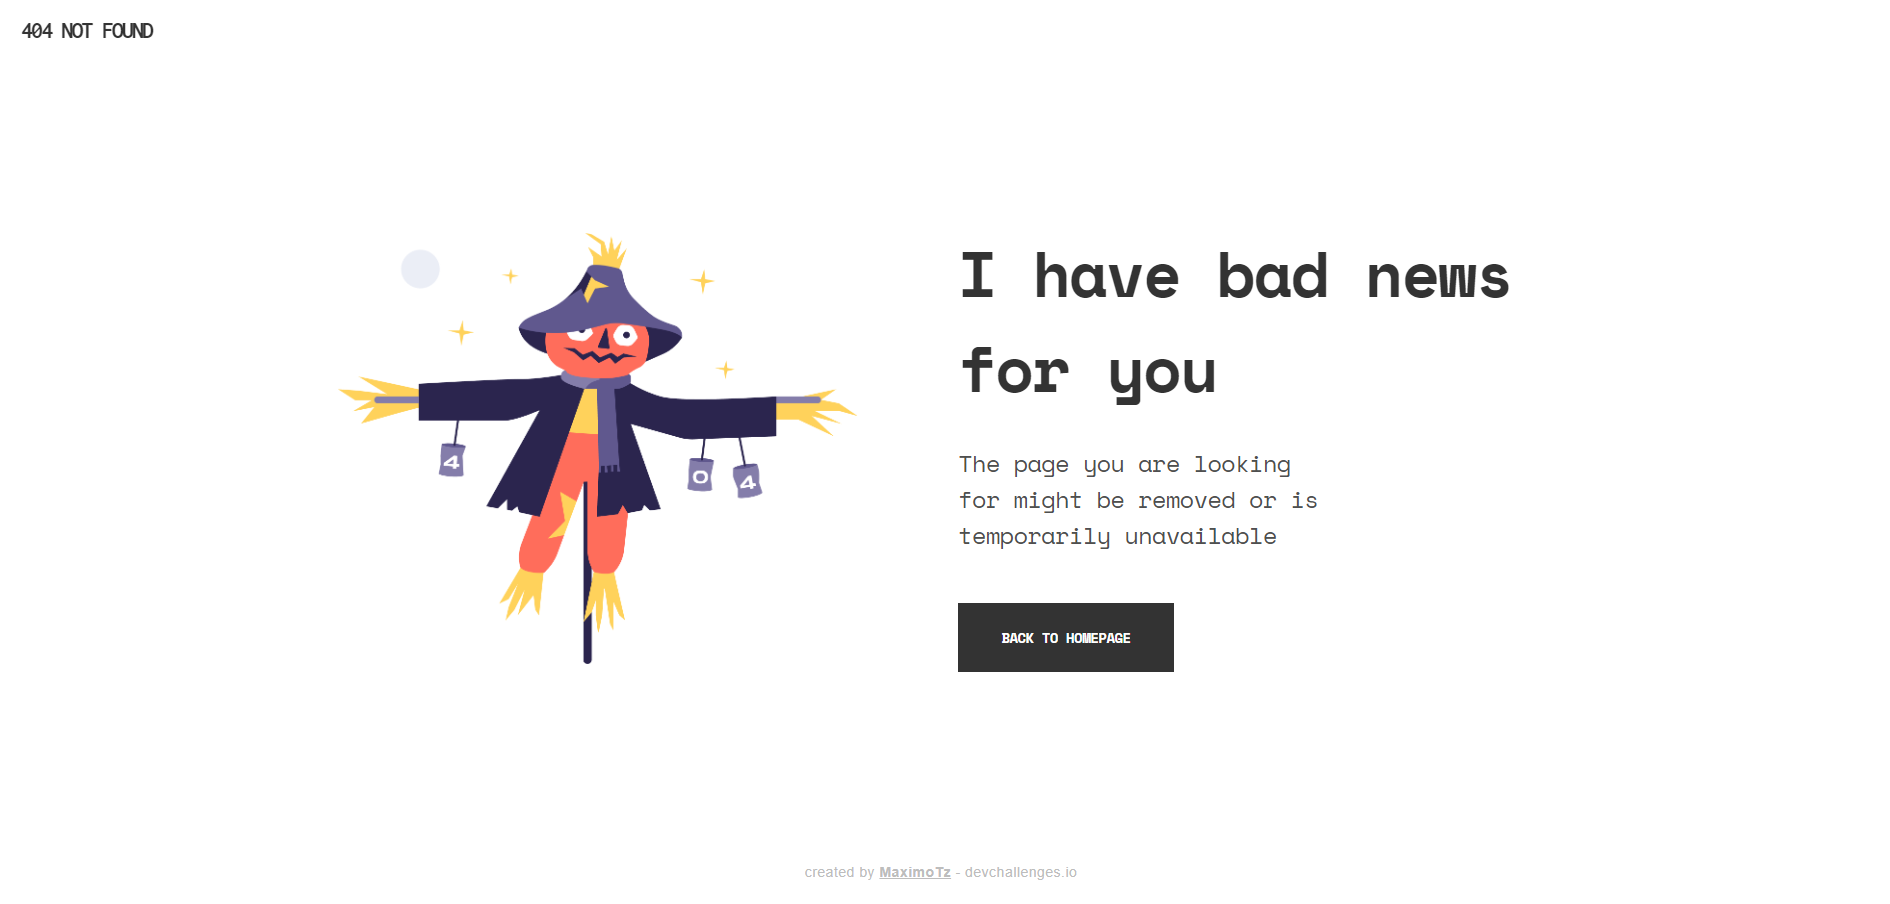 404 NOT FOUND
I have bad news
for you
4
0
4
The page you are looking
for might be removed or is
temporarily unavailable
BACK TO HOMEPAGE
created by MaximoTz - devchallenges.io